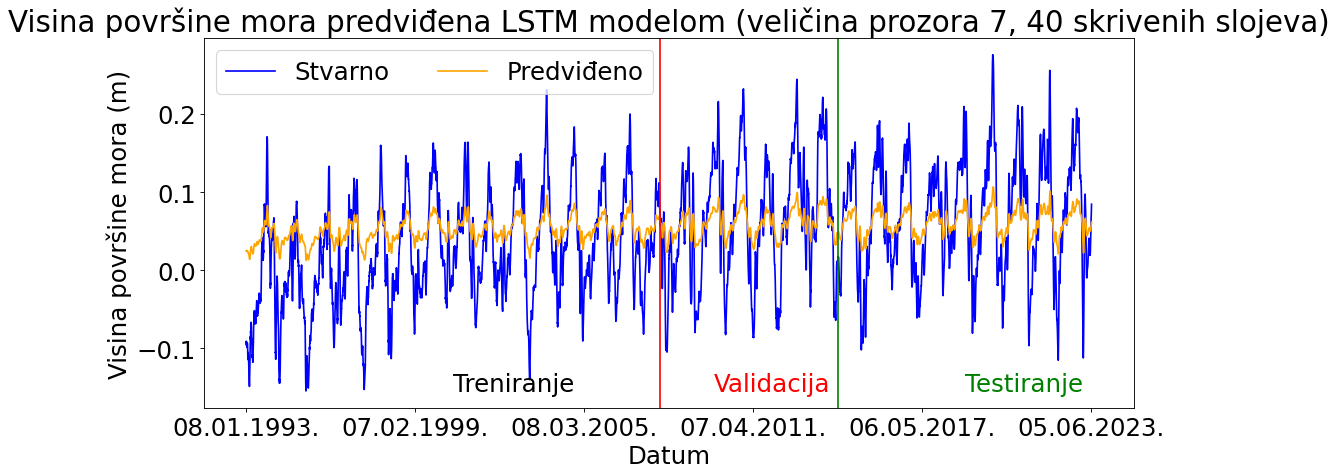 Visina površine mora predviđena LSTM modelom (veličina prozora 7, 40 skrivenih slojeva)
Stvarno
Predviđeno
Visina površine mora (m)
0.2
0.1
0.0
−0.1
Treniranje
Validacija
Testiranje
08.01.1993.
07.02.1999.
08.03.2005.
07.04.2011.
06.05.2017.
05.06.2023.
Datum